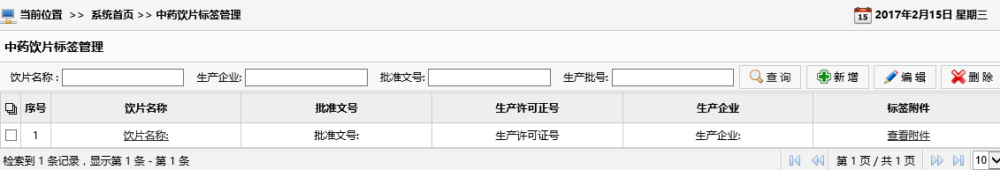 当前位置 >> 系统首页 >> 中药饮片标签管理 15 2017年2月15日 星期三
中药饮片标签管理
饮片名称 : 生产企业: 批准文号: 生产批号: 查 询 新 增 编 辑 删 除
序号 饮片名称 批准文号 生产许可证号 生产企业 标签附件
1 饮片名称: 批准文号: 生产许可证号 生产企业: 查看附件
检索到 1 条记录，显示第 1 条 - 第 1 条 第 1 页 / 共 1 页 10